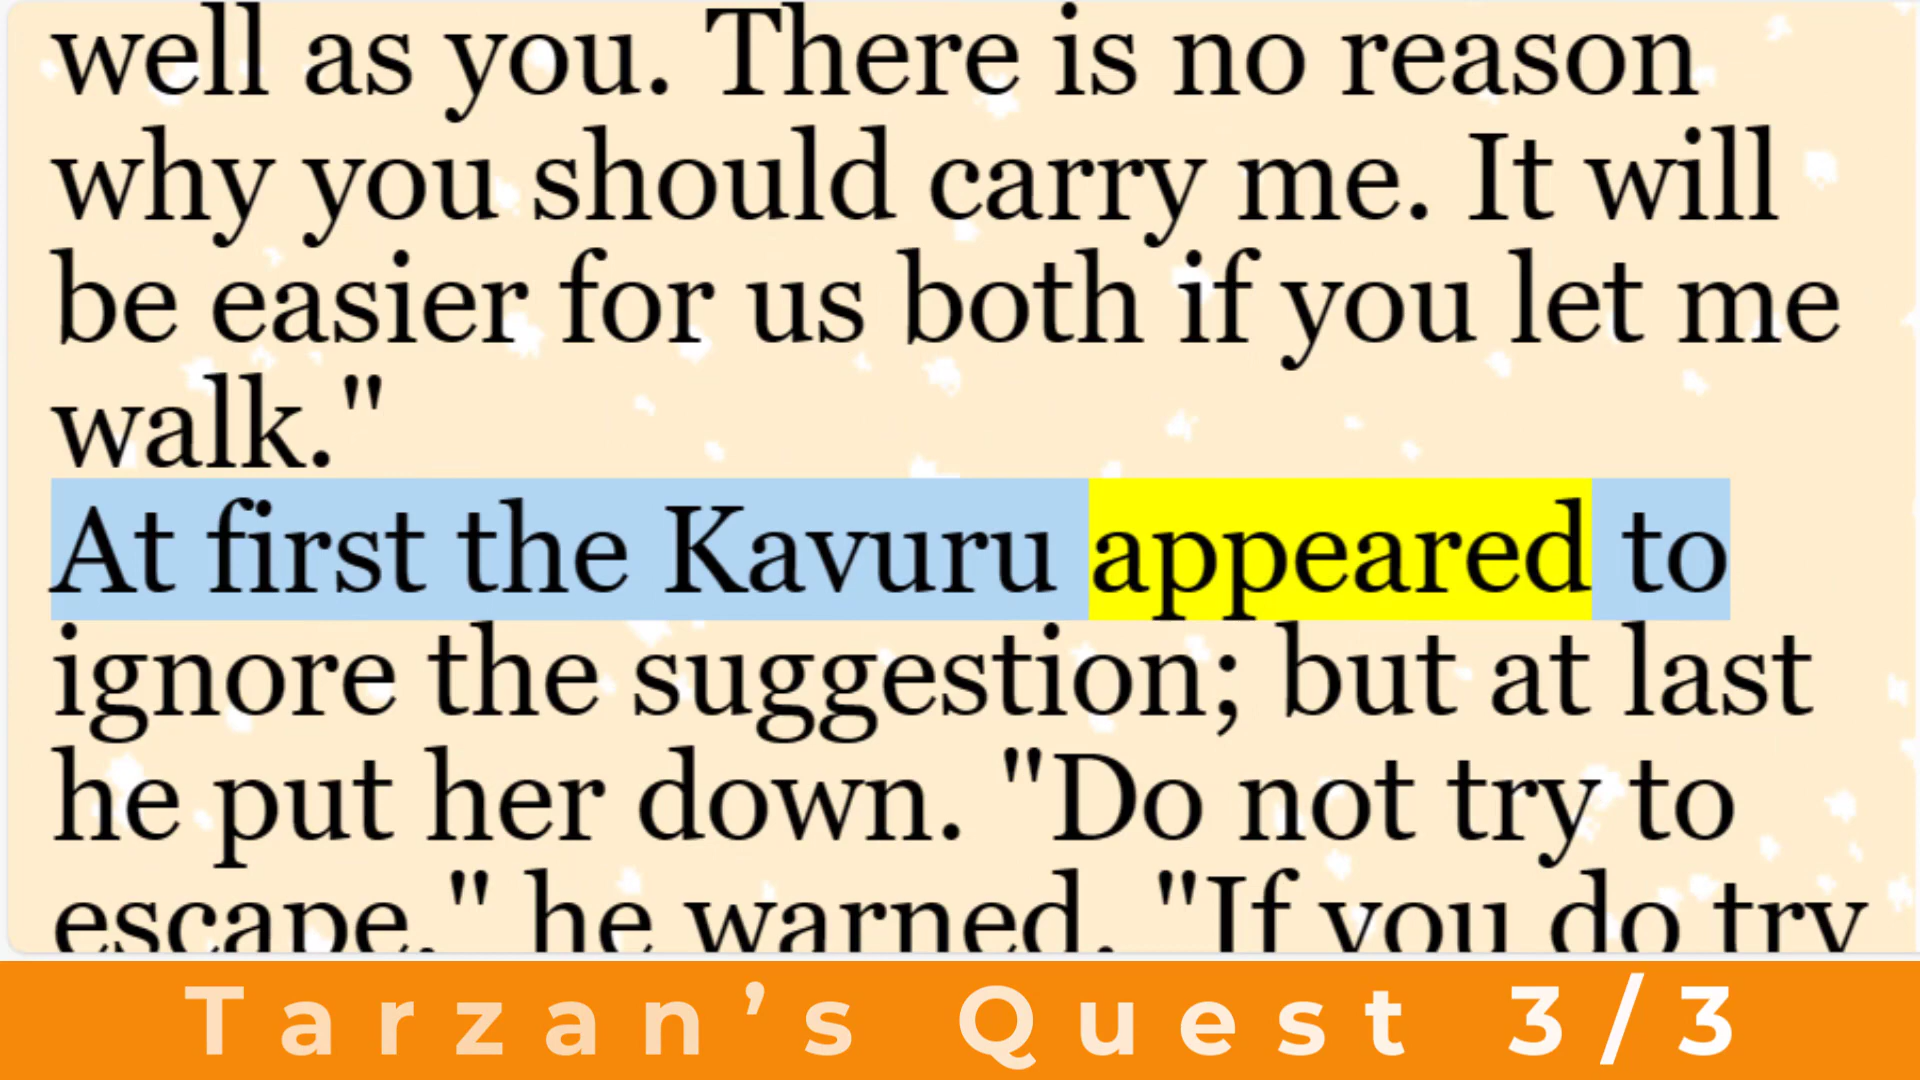 well as you. There is no reason
why you should carry me. It will
be easier for us both if you let me
walk."
At first the Kavuru appeared to
ignore the suggestion; but at last
he put her down. "Do not try to
escape," he warned. "If you do try
Tarzan’s Quest 3/3